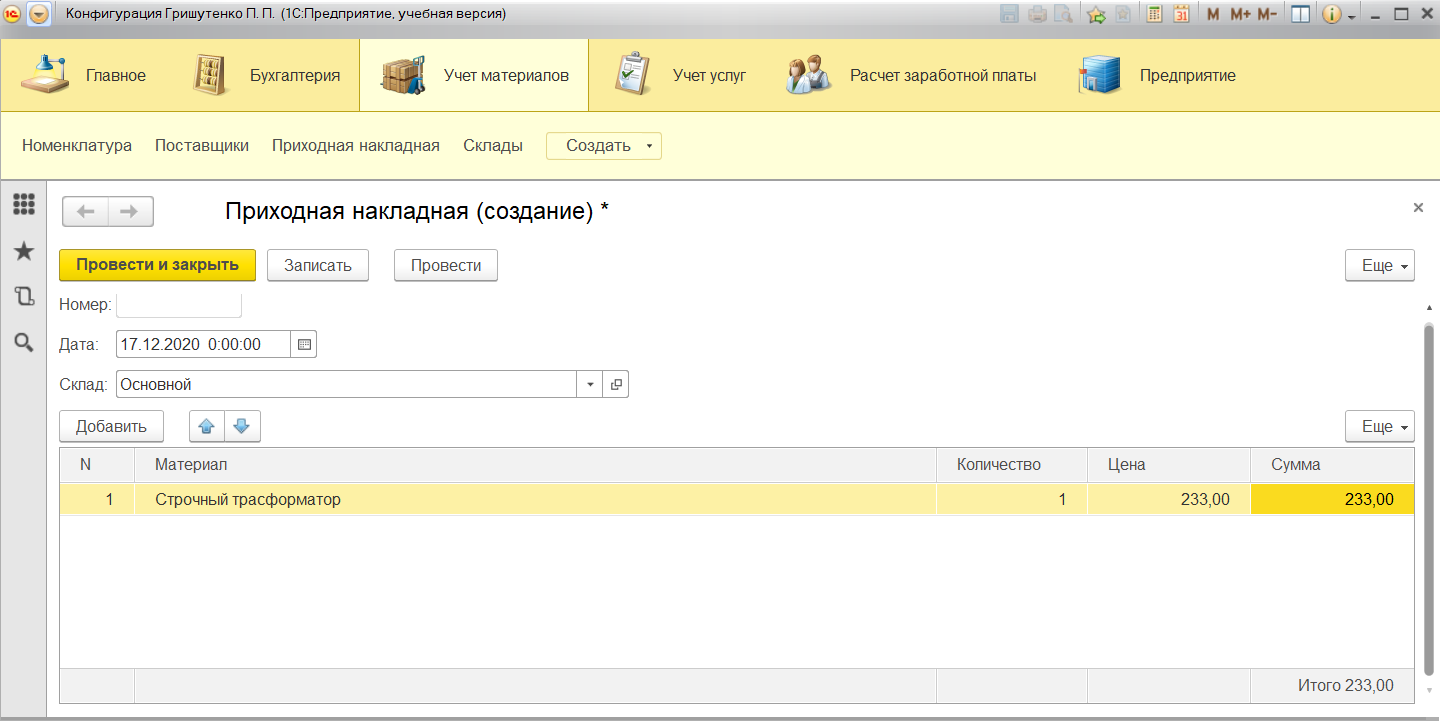 Конфигурация Гришутенко П. П. (1С:Предприятие, учебная версия)
31 M M+ M-
Главное Бухгалтерия Учет материалов Учет услуг Расчет заработной платы Предприятие
Номенклатура Поставщики Приходная накладная Склады Создать
Приходная накладная (создание) *
Провести и закрыть Записать Провести Еще
Номер:
Дата: 17.12.2020 0:00:00
Склад: Основной
Добавить Еще
N Материал Количество Цена Сумма
1 Строчный трасформатор 1 233,00 233,00
Итого 233,00